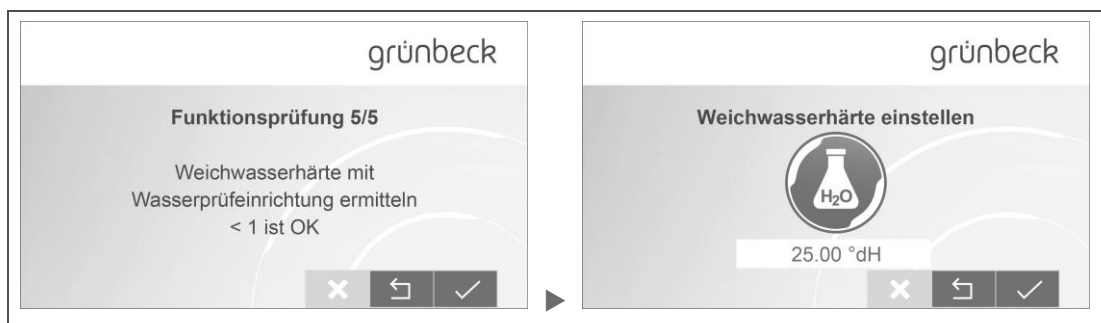 grünbeck
Funktionsprüfung 5/5
Weichwasserhärte mit
Wasserprüfeinrichtung ermitteln
< 1 ist OK
grünbeck
Weichwasserhärte einstellen
H₂O
25.00 °dH